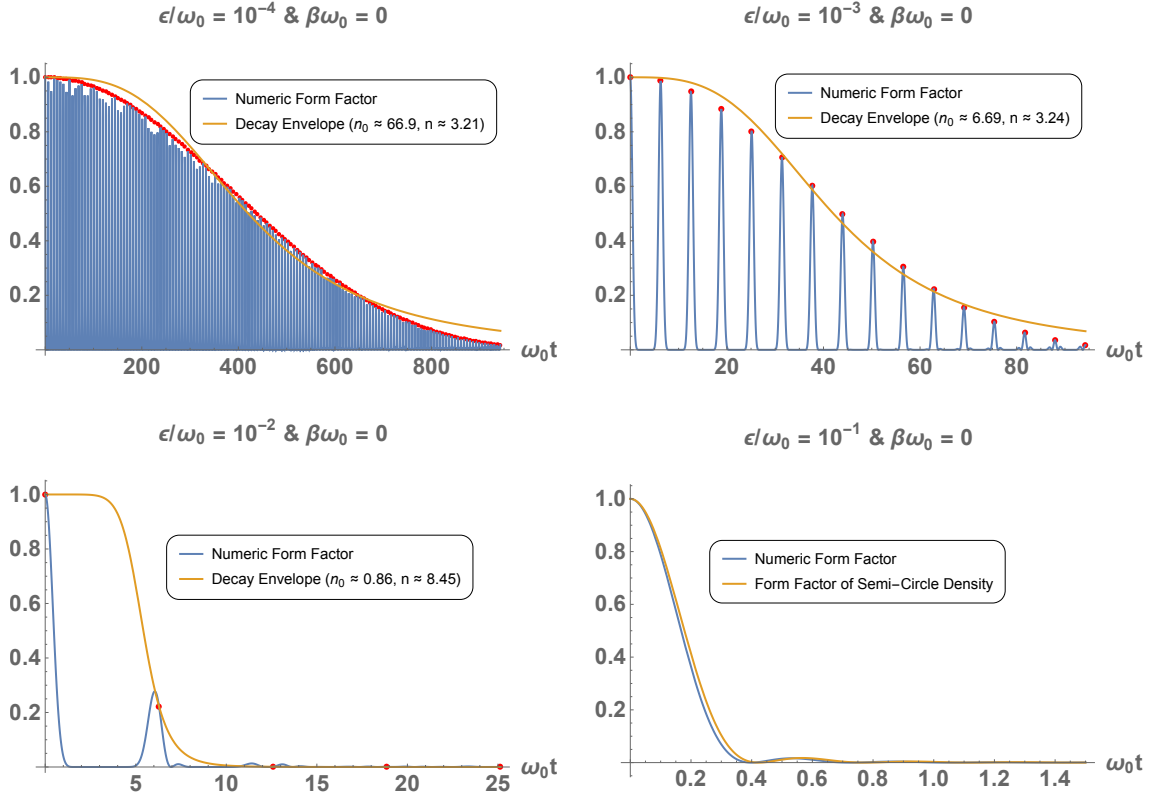 ϵ/ω₀ = 10⁻⁴ & βω₀ = 0
1.0
0.8
0.6
0.4
0.2
200
400
600
800
ω₀t
Numeric Form Factor
Decay Envelope (n₀ ≈ 66.9, n ≈ 3.21)
ϵ/ω₀ = 10⁻³ & βω₀ = 0
1.0
0.8
0.6
0.4
0.2
20
40
60
80
ω₀t
Numeric Form Factor
Decay Envelope (n₀ ≈ 6.69, n ≈ 3.24)
ϵ/ω₀ = 10⁻² & βω₀ = 0
1.0
0.8
0.6
0.4
0.2
5
10
15
20
25
ω₀t
Numeric Form Factor
Decay Envelope (n₀ ≈ 0.86, n ≈ 8.45)
ϵ/ω₀ = 10⁻¹ & βω₀ = 0
1.0
0.8
0.6
0.4
0.2
0.2
0.4
0.6
0.8
1.0
1.2
1.4
ω₀t
Numeric Form Factor
Form Factor of Semi–Circle Density